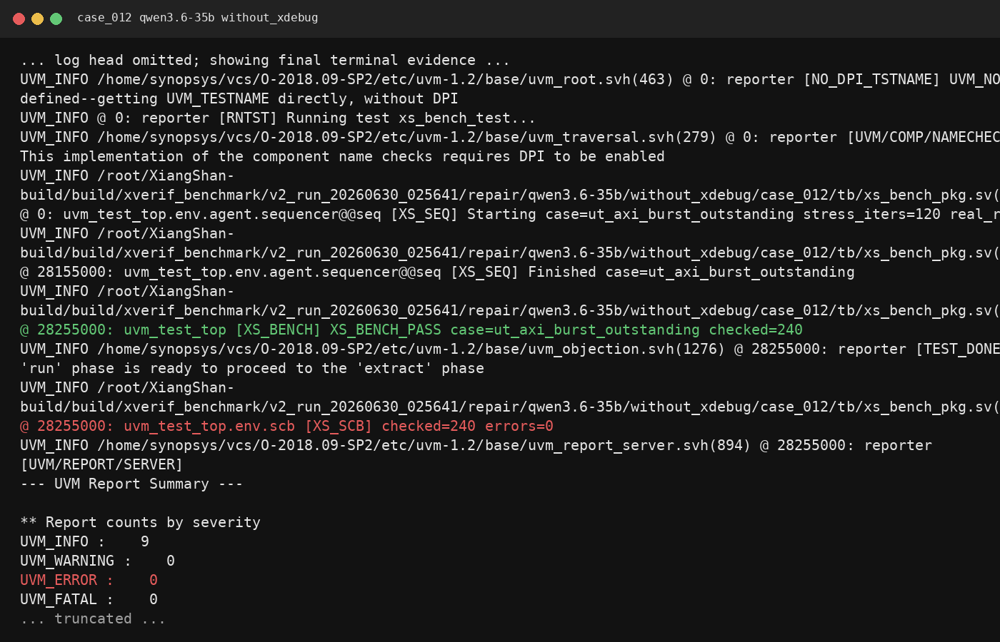 case_012 qwen3.6-35b without_xdebug
... log head omitted; showing final terminal evidence ...
UVM_INFO /home/synopsys/vcs/O-2018.09-SP2/etc/uvm-1.2/base/uvm_root.svh(463) @ 0: reporter [NO_DPI_TSTNAME] UVM_NO
defined--getting UVM_TESTNAME directly, without DPI
UVM_INFO @ 0: reporter [RNTST] Running test xs_bench_test...
UVM_INFO /home/synopsys/vcs/O-2018.09-SP2/etc/uvm-1.2/base/uvm_traversal.svh(279) @ 0: reporter [UVM/COMP/NAMECHEC
This implementation of the component name checks requires DPI to be enabled
UVM_INFO /root/XiangShan-
build/build/xverif_benchmark/v2_run_20260630_025641/repair/qwen3.6-35b/without_xdebug/case_012/tb/xs_bench_pkg.sv(
@ 0: uvm_test_top.env.agent.sequencer@@seq [XS_SEQ] Starting case=ut_axi_burst_outstanding stress_iters=120 real_r
UVM_INFO /root/XiangShan-
build/build/xverif_benchmark/v2_run_20260630_025641/repair/qwen3.6-35b/without_xdebug/case_012/tb/xs_bench_pkg.sv(
@ 28155000: uvm_test_top.env.agent.sequencer@@seq [XS_SEQ] Finished case=ut_axi_burst_outstanding
UVM_INFO /root/XiangShan-
build/build/xverif_benchmark/v2_run_20260630_025641/repair/qwen3.6-35b/without_xdebug/case_012/tb/xs_bench_pkg.sv(
@ 28255000: uvm_test_top [XS_BENCH] XS_BENCH_PASS case=ut_axi_burst_outstanding checked=240
UVM_INFO /home/synopsys/vcs/O-2018.09-SP2/etc/uvm-1.2/base/uvm_objection.svh(1276) @ 28255000: reporter [TEST_DONE
'run' phase is ready to proceed to the 'extract' phase
UVM_INFO /root/XiangShan-
build/build/xverif_benchmark/v2_run_20260630_025641/repair/qwen3.6-35b/without_xdebug/case_012/tb/xs_bench_pkg.sv(
@ 28255000: uvm_test_top.env.scb [XS_SCB] checked=240 errors=0
UVM_INFO /home/synopsys/vcs/O-2018.09-SP2/etc/uvm-1.2/base/uvm_report_server.svh(894) @ 28255000: reporter
[UVM/REPORT/SERVER]
--- UVM Report Summary ---
** Report counts by severity
UVM_INFO :    9
UVM_WARNING :    0
UVM_ERROR :    0
UVM_FATAL :    0
... truncated ...